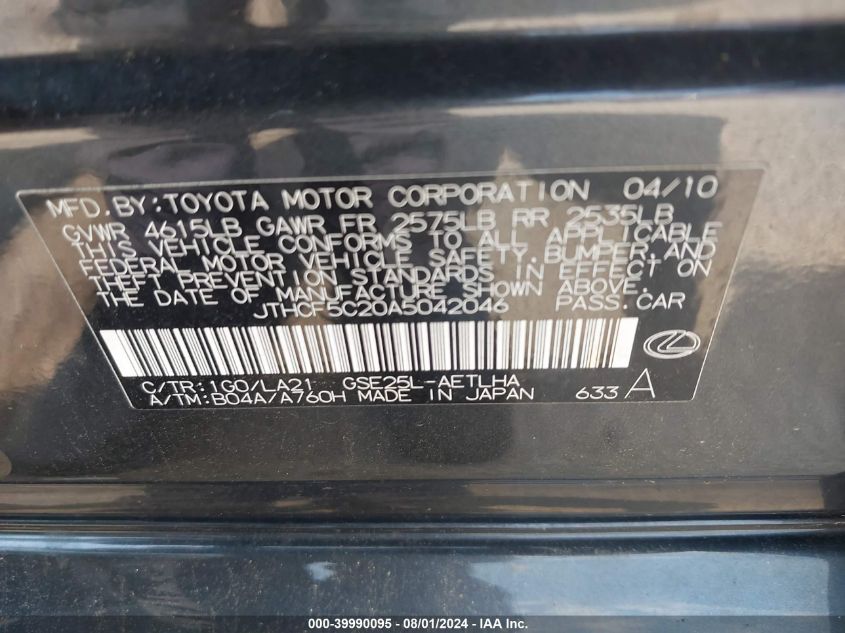 MFD. BY: TOYOTA MOTOR CORPORATION 04/10
GVWR 4615LB GAWR FR 2575LB RR 2535LB
THIS VEHICLE CONFORMS TO ALL APPLICABLE
FEDERAL MOTOR VEHICLE SAFETY, BUMPER, AND
THEFT PREVENTION STANDARDS IN EFFECT ON
THE DATE OF MANUFACTURE SHOWN ABOVE.
JTHCF5C20A5042046 PASS. CAR
C/TR: 1G0/LA21 GSE25L-AETLHA
A/TM: B04A/A760H MADE IN JAPAN 633 A
000-39990095 - 08/01/2024 - IAA Inc.